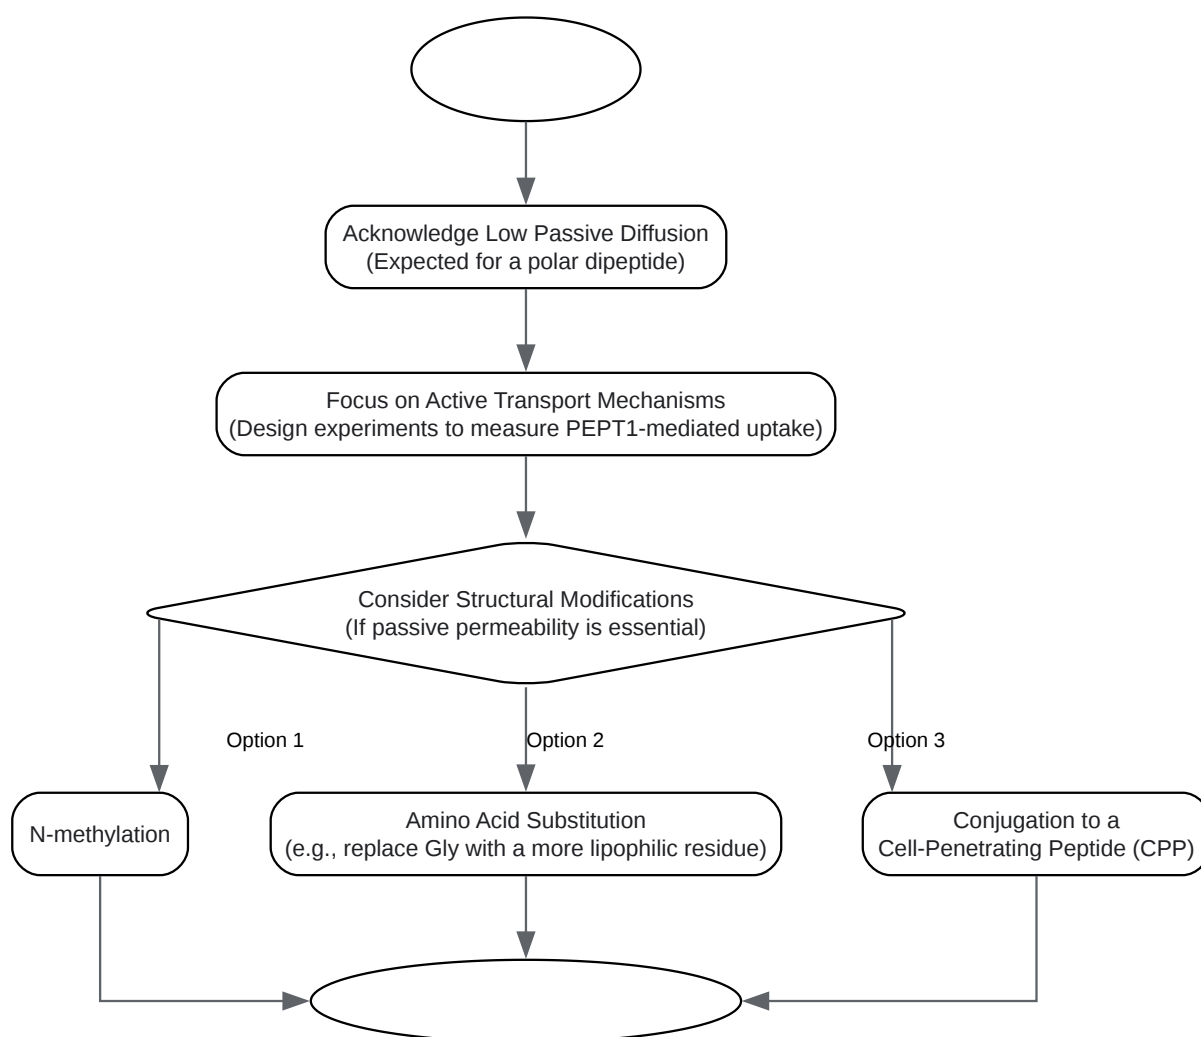 Acknowledge Low Passive Diffusion
(Expected for a polar dipeptide)
Focus on Active Transport Mechanisms
(Design experiments to measure PEPT1-mediated uptake)
Consider Structural Modifications
(If passive permeability is essential)
Option 1
Option 2
Option 3
N-methylation
Amino Acid Substitution
(e.g., replace Gly with a more lipophilic residue)
Conjugation to a
Cell-Penetrating Peptide (CPP)